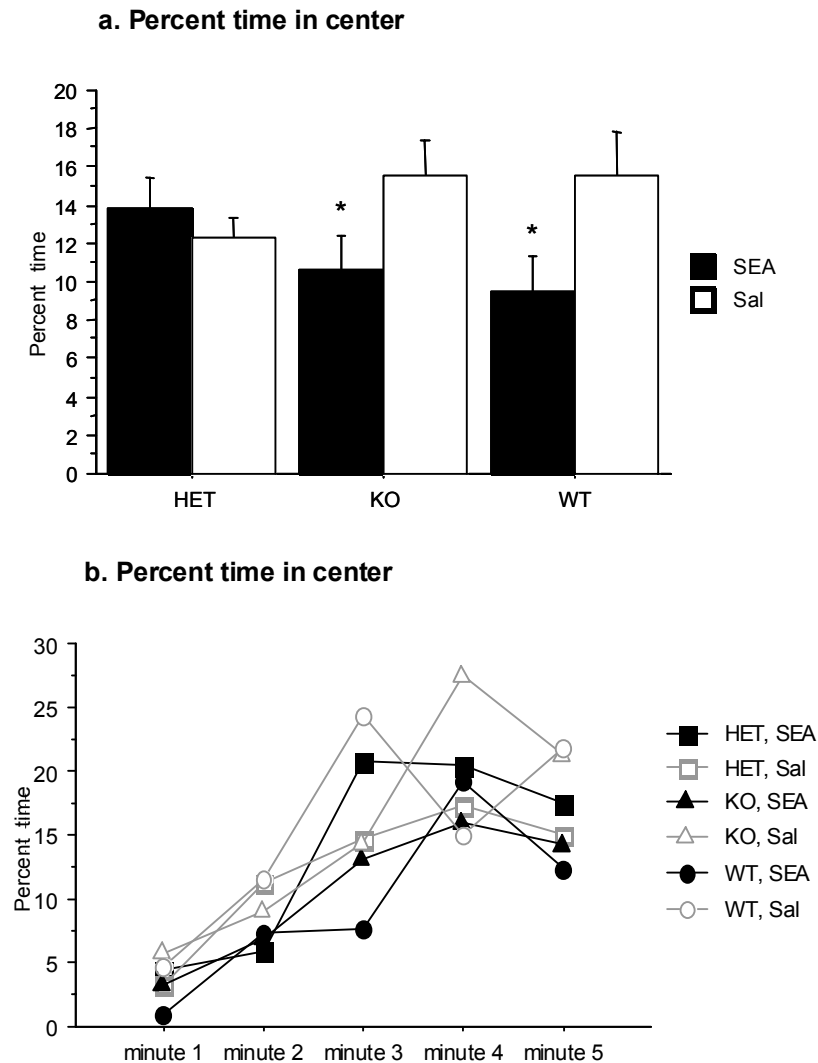 a. Percent time in center
20
18
16
14
12
10
8
6
4
2
0
Percent time
*
*
HET
KO
WT
SEA
Sal
b. Percent time in center
30
25
20
15
10
5
0
Percent time
minute 1
minute 2
minute 3
minute 4
minute 5
HET, SEA
HET, Sal
KO, SEA
KO, Sal
WT, SEA
WT, Sal